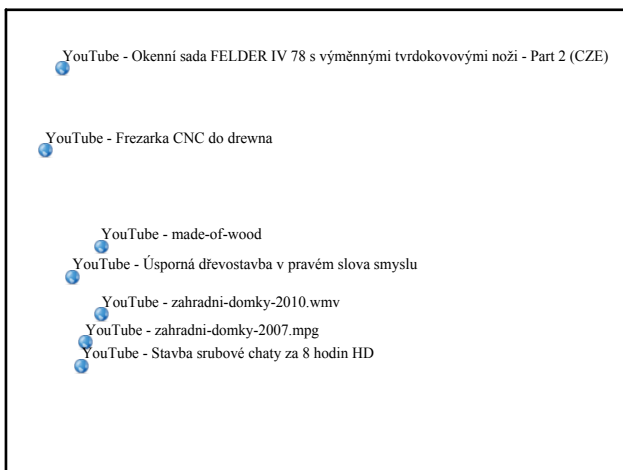 YouTube - Okenní sada FELDER IV 78 s výměnnými tvrdokovovými noži - Part 2 (CZE)
YouTube - Frezarka CNC do drewna
YouTube - made-of-wood
YouTube - Úsporná dřevostavba v pravém slova smyslu
YouTube - zahradni-domky-2010.wmv
YouTube - zahradni-domky-2007.mpg
YouTube - Stavba srubové chaty za 8 hodin HD